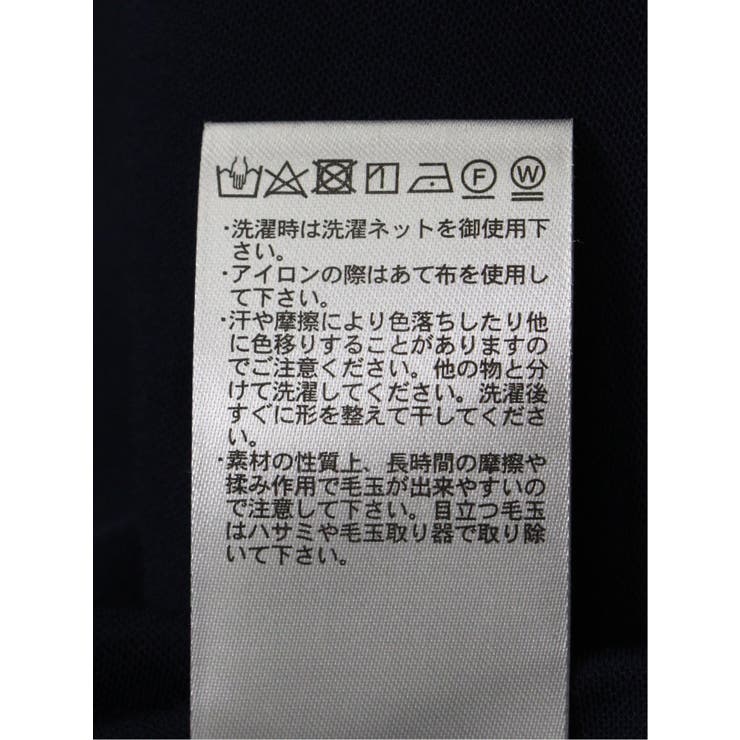 F W
・洗濯時は洗濯ネットを御使用下
さい。
・アイロンの際はあて布を使用し
て下さい。
・汗や摩擦により色落ちしたり他
に色移りすることがありますの
でご注意ください。他の物と分
けて洗濯してください。洗濯後
すぐに形を整えて干してくださ
い。
・素材の性質上、長時間の摩擦や
揉み作用で毛玉が出来やすいの
で注意して下さい。目立つ毛玉
はハサミや毛玉取り器で取り除
いて下さい。